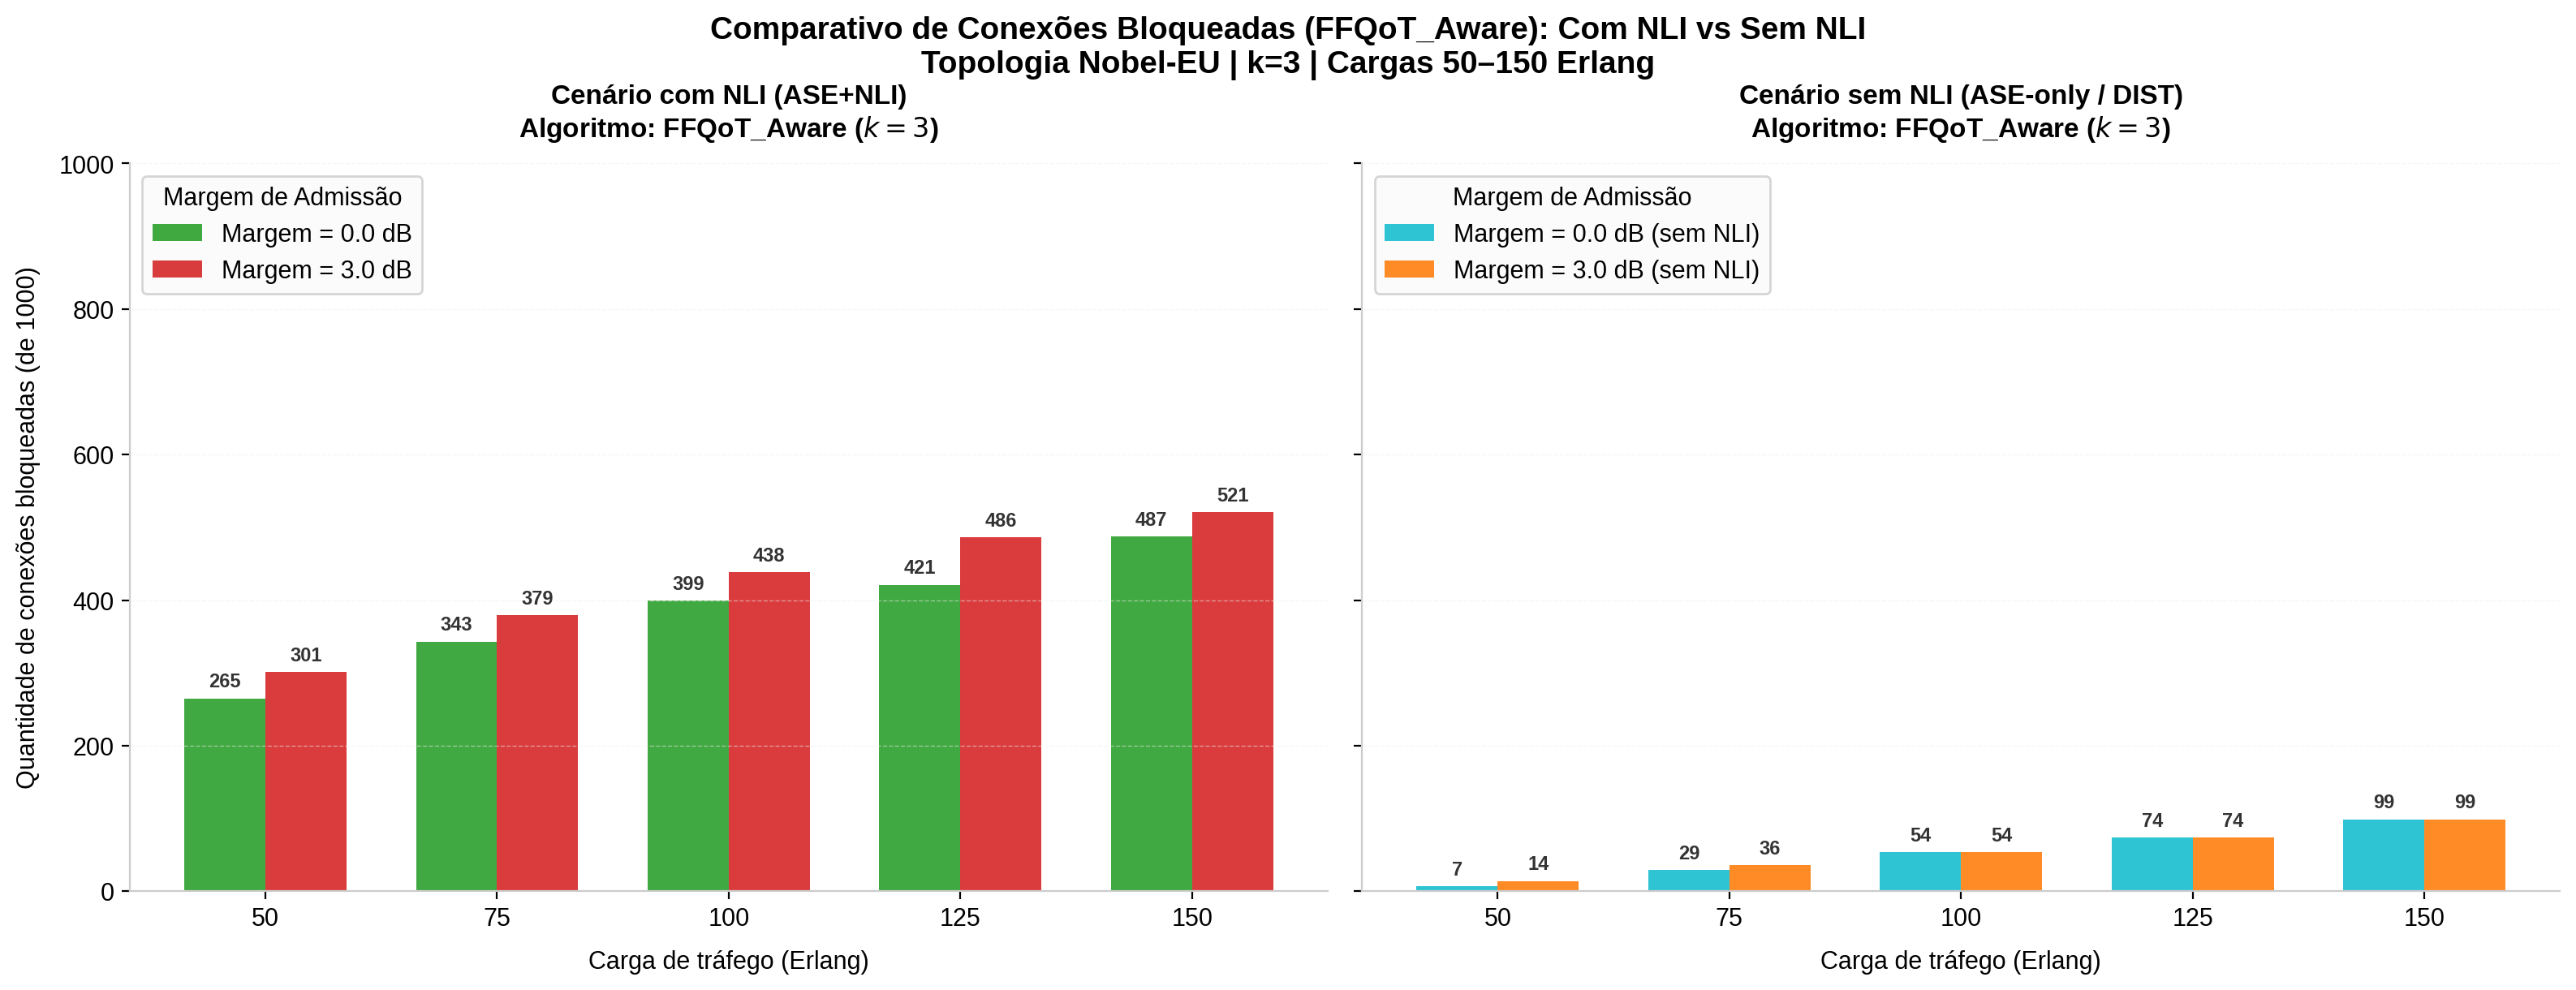 Comparativo de Conexões Bloqueadas (FFQoT_Aware): Com NLI vs Sem NLI
Topologia Nobel-EU | k=3 | Cargas 50–150 Erlang
Cenário com NLI (ASE+NLI)
Algoritmo: FFQoT_Aware (k = 3)
Quantidade de conexões bloqueadas (de 1000)
1000
800
600
400
200
0
Margem de Admissão
Margem = 0.0 dB
Margem = 3.0 dB
265
301
343
379
399
438
421
486
487
521
50
75
100
125
150
Carga de tráfego (Erlang)
Cenário sem NLI (ASE-only / DIST)
Algoritmo: FFQoT_Aware (k = 3)
Margem de Admissão
Margem = 0.0 dB (sem NLI)
Margem = 3.0 dB (sem NLI)
7
14
29
36
54
54
74
74
99
99
50
75
100
125
150
Carga de tráfego (Erlang)